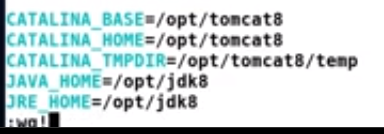 CATALINA_BASE=/opt/tomcat8
CATALINA_HOME=/opt/tomcat8
CATALINA_TMPDIR=/opt/tomcat8/temp
JAVA_HOME=/opt/jdk8
JRE_HOME=/opt/jdk8
:wq!